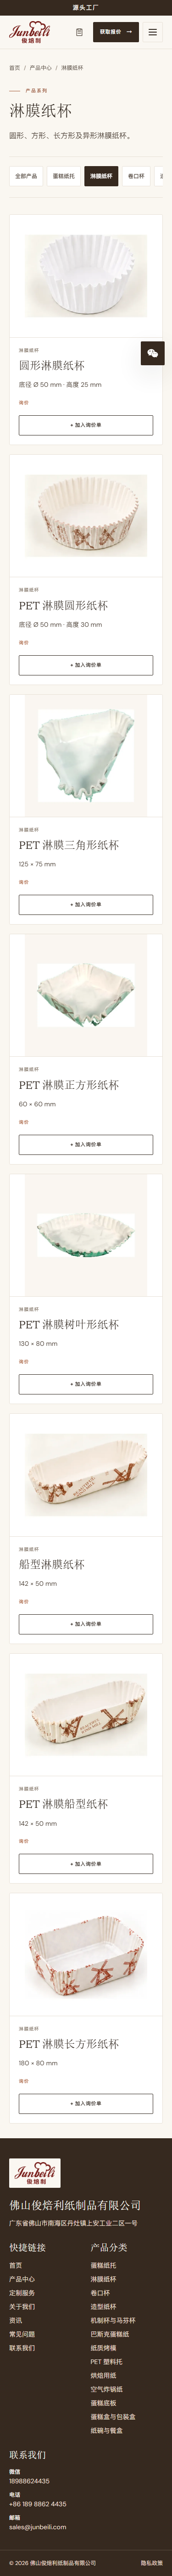 源头工厂
Junbeili
俊焙制
获取报价 →
首页 / 产品中心 / 淋膜纸杯
产品系列
淋膜纸杯
圆形、方形、长方形及异形淋膜纸杯。
全部产品
蛋糕纸托
淋膜纸杯
卷口杯
淋膜纸杯
圆形淋膜纸杯
底径 Ø 50 mm · 高度 25 mm
询价
+ 加入询价单
淋膜纸杯
PET 淋膜圆形纸杯
底径 Ø 50 mm · 高度 30 mm
询价
+ 加入询价单
淋膜纸杯
PET 淋膜三角形纸杯
125 × 75 mm
询价
+ 加入询价单
淋膜纸杯
PET 淋膜正方形纸杯
60 × 60 mm
询价
+ 加入询价单
淋膜纸杯
PET 淋膜树叶形纸杯
130 × 80 mm
询价
+ 加入询价单
淋膜纸杯
船型淋膜纸杯
142 × 50 mm
询价
+ 加入询价单
淋膜纸杯
PET 淋膜船型纸杯
142 × 50 mm
询价
+ 加入询价单
淋膜纸杯
PET 淋膜长方形纸杯
180 × 80 mm
询价
+ 加入询价单
Junbeili
俊焙制
佛山俊焙利纸制品有限公司
广东省佛山市南海区丹灶镇上安工业二区一号
快捷链接
首页
产品中心
定制服务
关于我们
资讯
常见问题
联系我们
产品分类
蛋糕纸托
淋膜纸杯
卷口杯
造型纸杯
机制杯与马芬杯
巴斯克蛋糕纸
纸质烤模
PET 塑料托
烘焙用纸
空气炸锅纸
蛋糕底板
蛋糕盒与包装盒
纸碗与餐盒
联系我们
微信
18988624435
电话
+86 189 8862 4435
邮箱
sales@junbeili.com
© 2026 佛山俊焙利纸制品有限公司
隐私政策